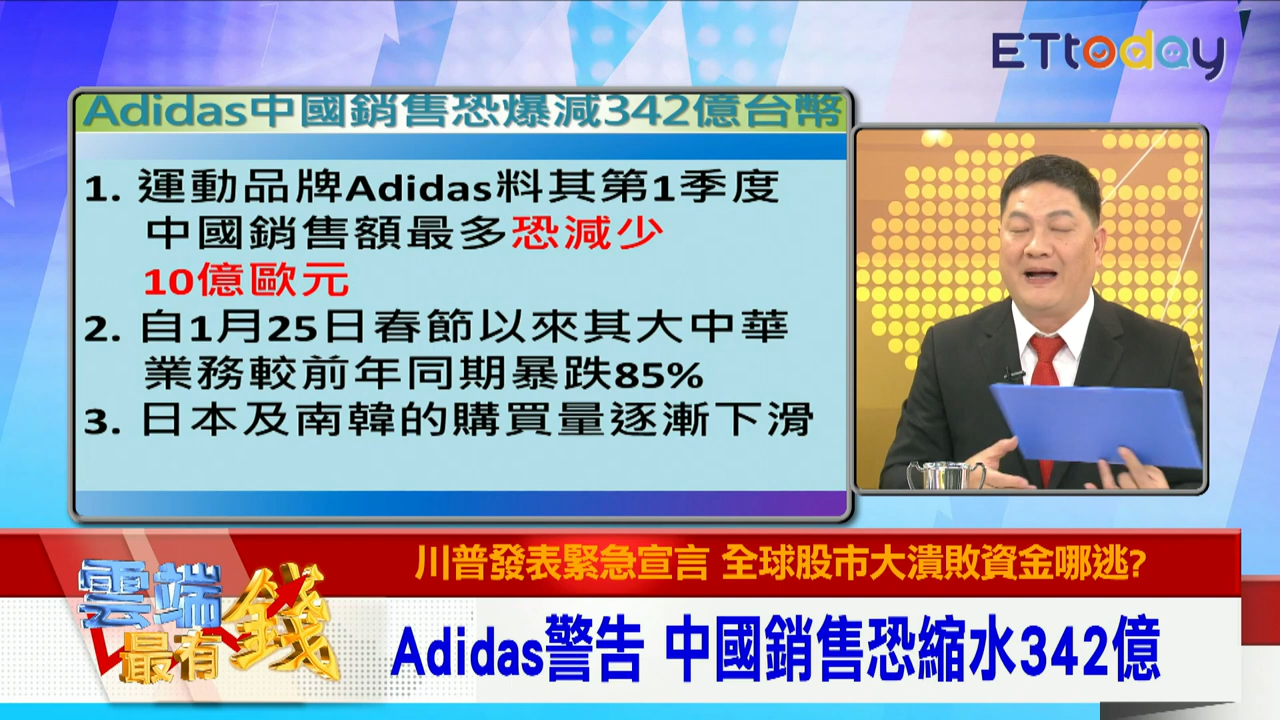 ETtoday
Adidas中國銷售恐爆減342億台幣
1. 運動品牌Adidas料其第1季度
中國銷售額最多恐減少
10億歐元
2. 自1月25日春節以來其大中華
業務較前年同期暴跌85%
3. 日本及南韓的購買量逐漸下滑
川普發表緊急宣言 全球股市大潰敗資金哪逃?
雲端
最有錢
Adidas警告 中國銷售恐縮水342億